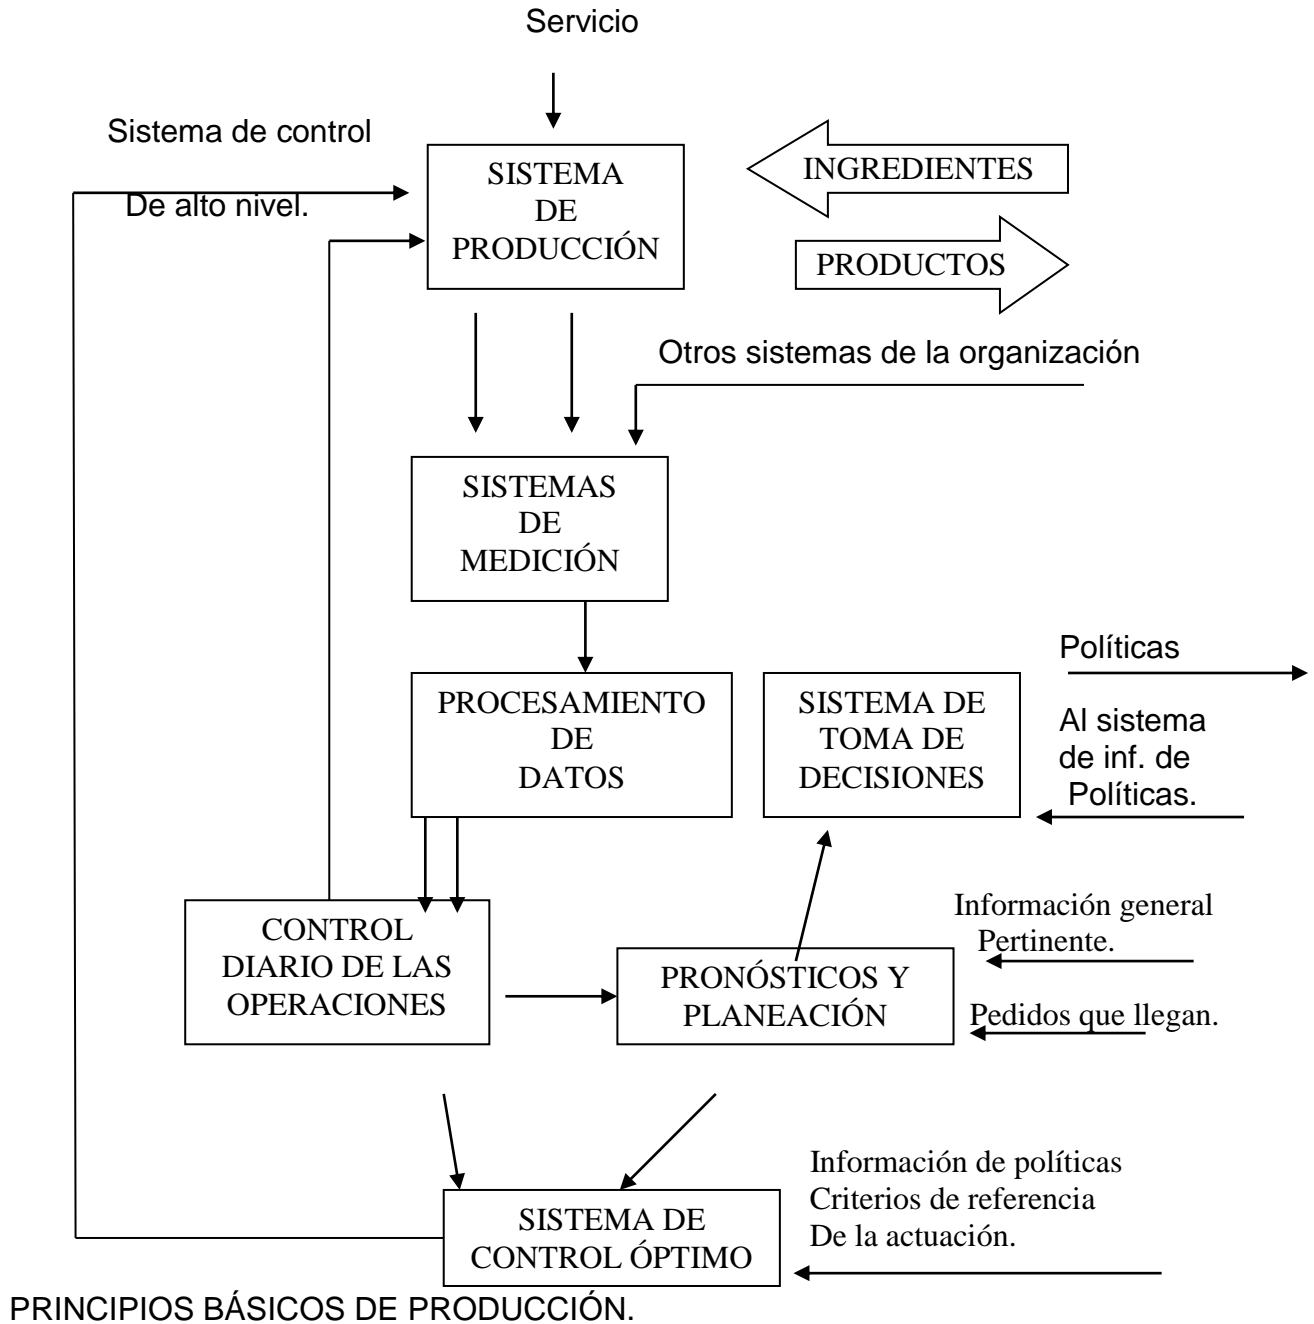 Servicio
Sistema de control
De alto nivel.
SISTEMA
DE
PRODUCCIÓN
INGREDIENTES
PRODUCTOS
Otros sistemas de la organización
SISTEMAS
DE
MEDICIÓN
PROCESAMIENTO
DE
DATOS
SISTEMA DE
TOMA DE
DECISIONES
Políticas
Al sistema
de inf. de
Políticas.
CONTROL
DIARIO DE LAS
OPERACIONES
PRONÓSTICOS Y
PLANEACIÓN
Información general
Pertinente.
Pedidos que llegan.
SISTEMA DE
CONTROL ÓPTIMO
Información de políticas
Criterios de referencia
De la actuación.
PRINCIPIOS BÁSICOS DE PRODUCCIÓN.